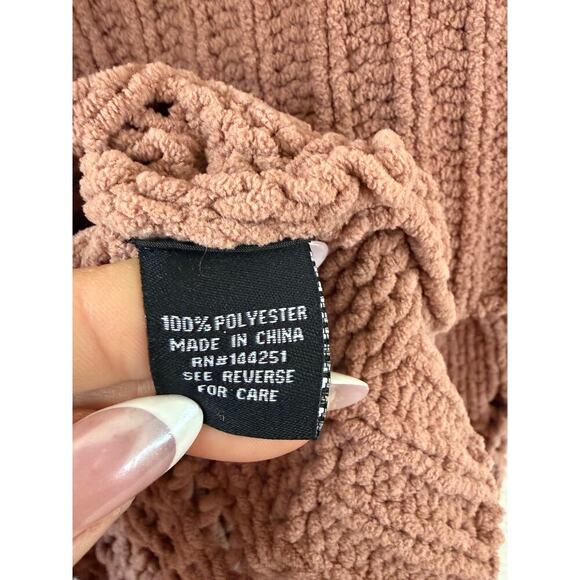 100% POLYESTER
MADE IN CHINA
RN#144251
SEE REVERSE
FOR CARE